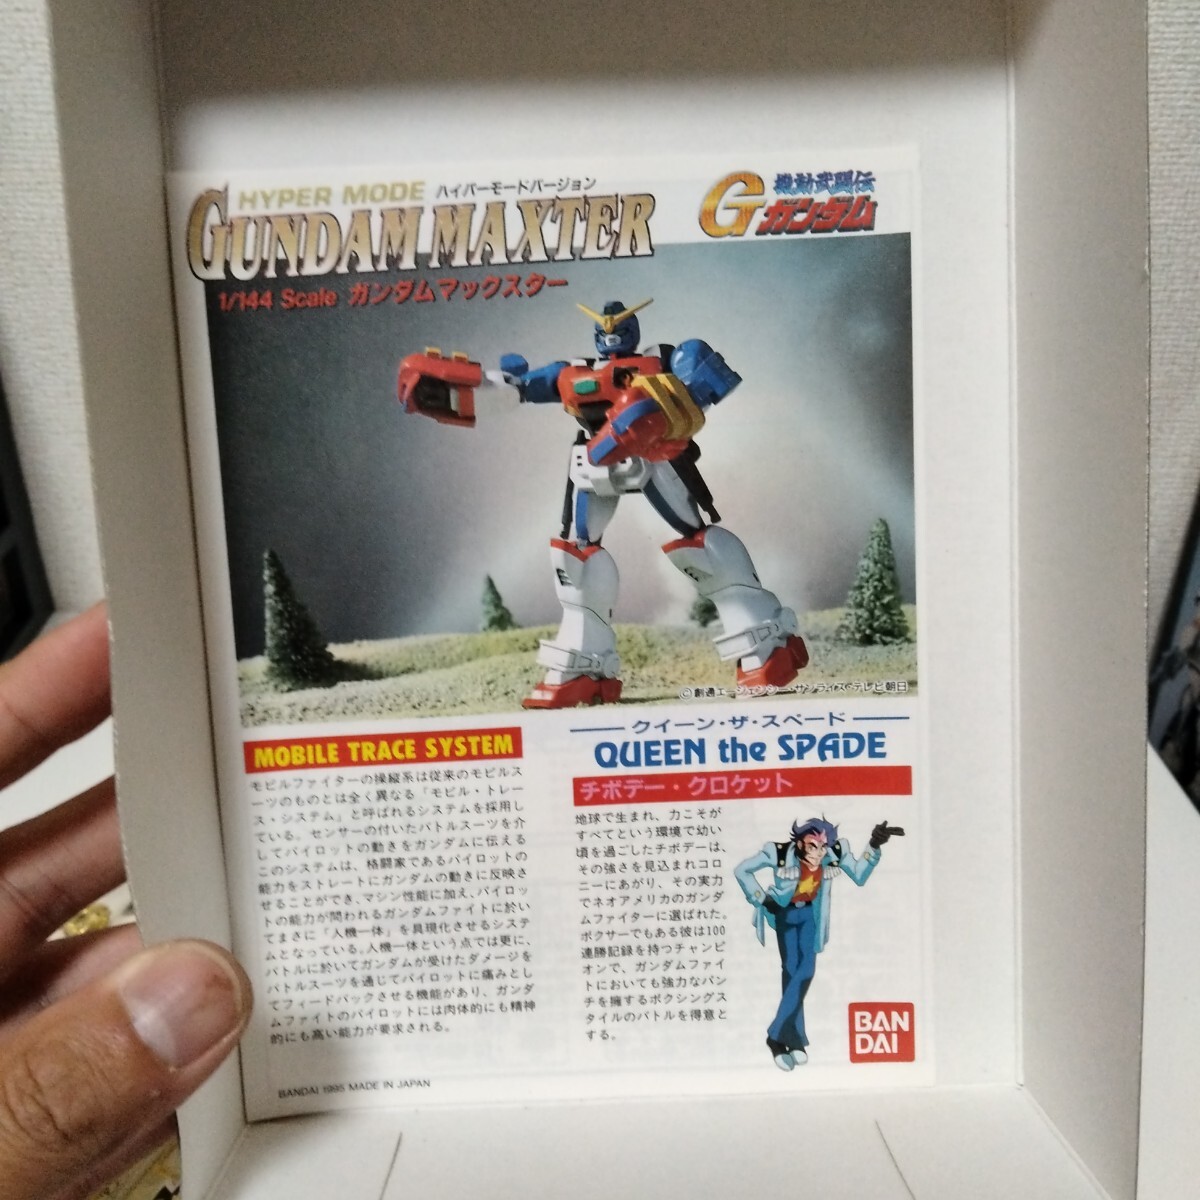 HYPER MODE ハイパーモードバージョン
GUNDAM MAXTER
1/144 Scale ガンダムマックスター
機動武闘伝
Gガンダム
©創通エージェンシー・サンライズ・テレビ朝日
MOBILE TRACE SYSTEM
モビルファイターの操縦系は従来のモビルス
ーツのものとは全く異なる「モビル・トレー
ス・システム」と呼ばれるシステムを採用し
ている。センサーの付いたバトルスーツを介
してパイロットの動きをガンダムに伝える
このシステムは、格闘家であるパイロットの
能力をストレートにガンダムの動きに反映さ
せることができ、マシン性能に加え、パイロッ
トの能力が問われるガンダムファイトに於い
てまさに「人機一体」を具現化させるシステ
ムとなっている。人機一体という点では更に、
バトルに於いてガンダムが受けたダメージを
バトルスーツを通じてパイロットに痛みとし
てフィードバックさせる機能があり、ガンダ
ムファイトのパイロットには肉体的にも精神
的にも高い能力が要求される。
クイーン・ザ・スペード
QUEEN the SPADE
チボデー・クロケット
地球で生まれ、力こそが
すべてという環境で幼い
頃を過ごしたチボデーは、
その強さを見込まれコロ
ニーにあがり、その実力
でネオアメリカのガンダ
ムファイターに選ばれた。
ボクサーでもある彼は100
連勝記録を持つチャンピ
オンで、ガンダムファイ
トにおいても強力なパン
チを擁するボクシングス
タイルのバトルを得意と
する。
BAN
DAI
BANDAI 1995 MADE IN JAPAN